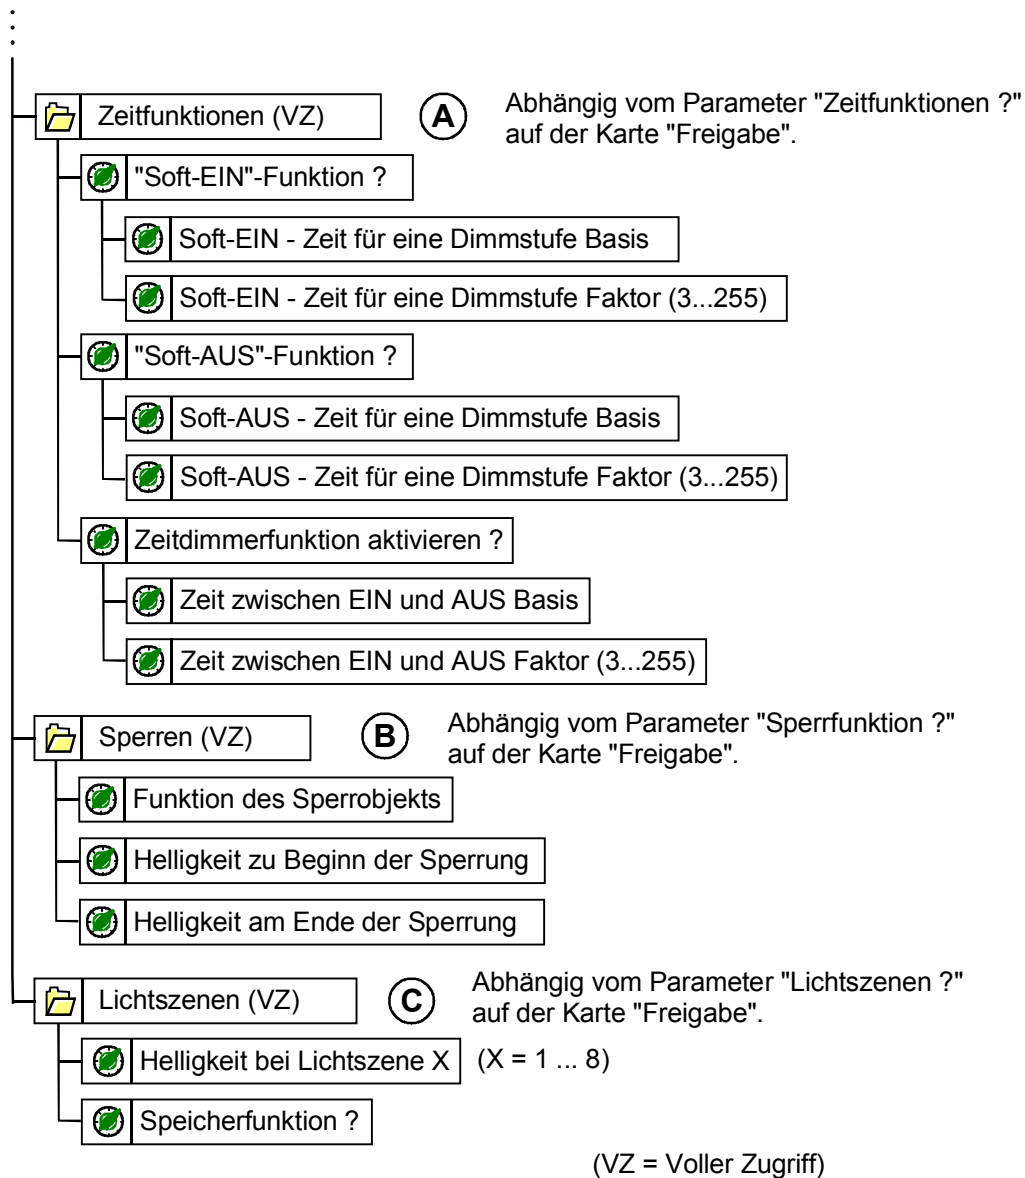 Zeitfunktionen (VZ)
A
Abhängig vom Parameter "Zeitfunktionen ?"
auf der Karte "Freigabe".
"Soft-EIN"-Funktion ?
Soft-EIN - Zeit für eine Dimmstufe Basis
Soft-EIN - Zeit für eine Dimmstufe Faktor (3...255)
"Soft-AUS"-Funktion ?
Soft-AUS - Zeit für eine Dimmstufe Basis
Soft-AUS - Zeit für eine Dimmstufe Faktor (3...255)
Zeitdimmerfunktion aktivieren ?
Zeit zwischen EIN und AUS Basis
Zeit zwischen EIN und AUS Faktor (3...255)
Sperren (VZ)
B
Abhängig vom Parameter "Sperrfunktion ?"
auf der Karte "Freigabe".
Funktion des Sperrobjekts
Helligkeit zu Beginn der Sperrung
Helligkeit am Ende der Sperrung
Lichtszenen (VZ)
C
Abhängig vom Parameter "Lichtszenen ?"
auf der Karte "Freigabe".
Helligkeit bei Lichtszene X
(X = 1 ... 8)
Speicherfunktion ?
(VZ = Voller Zugriff)